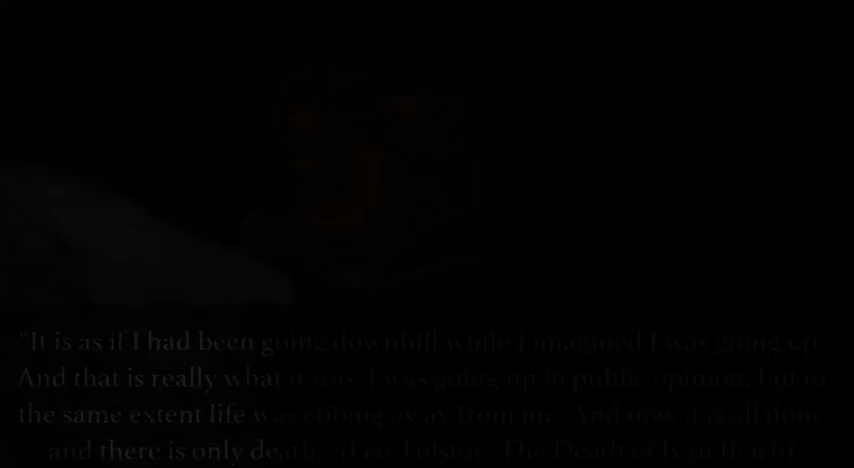 “It is as if I had been going downhill while I imagined I was going up.
And that is really what it was. I was going up in public opinion, but to
the same extent life was ebbing away from me. And now it is all done
and there is only death.” (Leo Tolstoy, The Death of Ivan Ilyich)